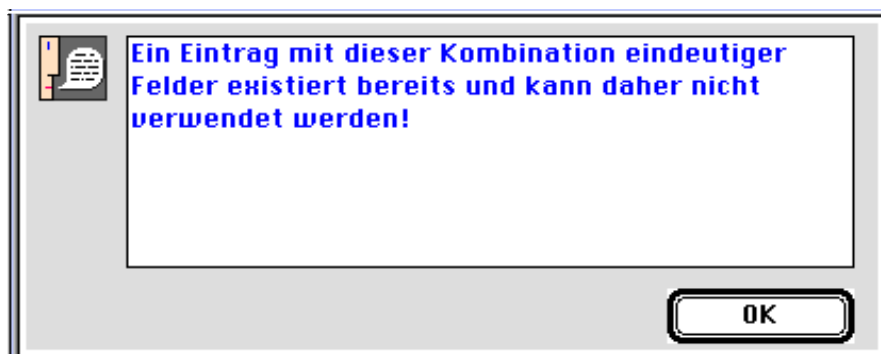 Ein Eintrag mit dieser Kombination eindeutiger
Felder existiert bereits und kann daher nicht
verwendet werden!
OK